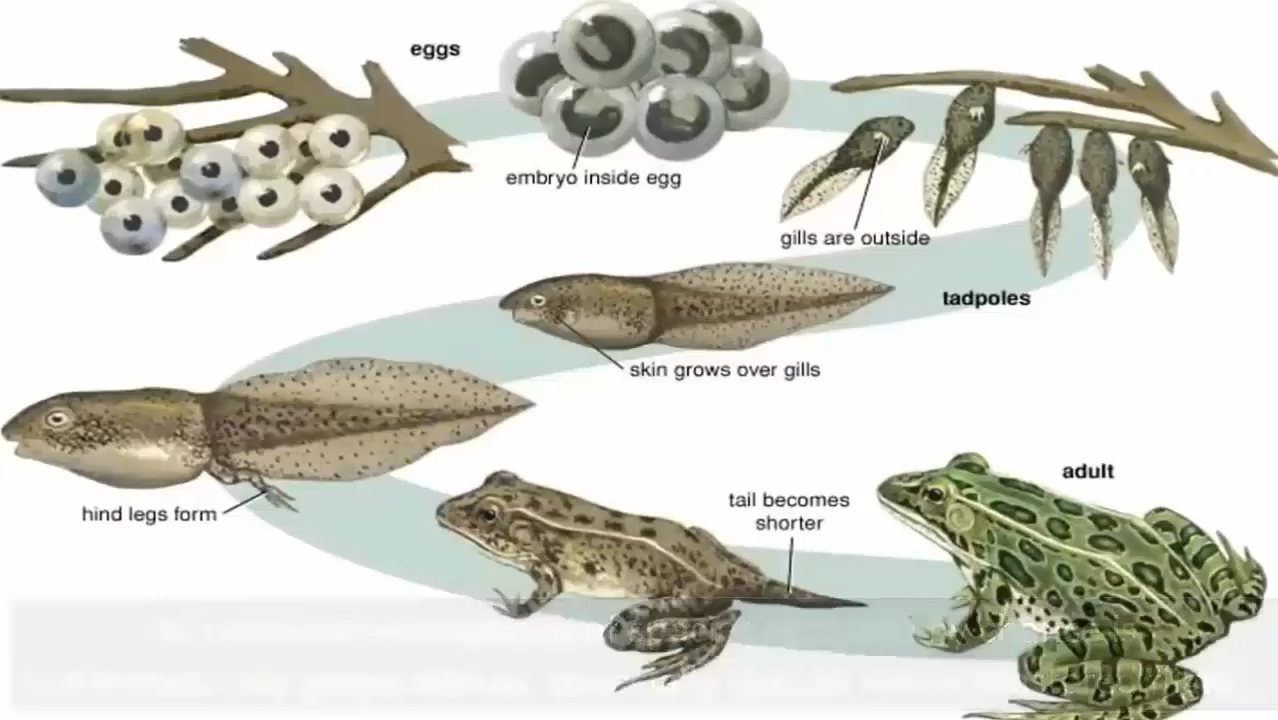 eggs
embryo inside egg
gills are outside
tadpoles
skin grows over gills
hind legs form
tail becomes
shorter
adult